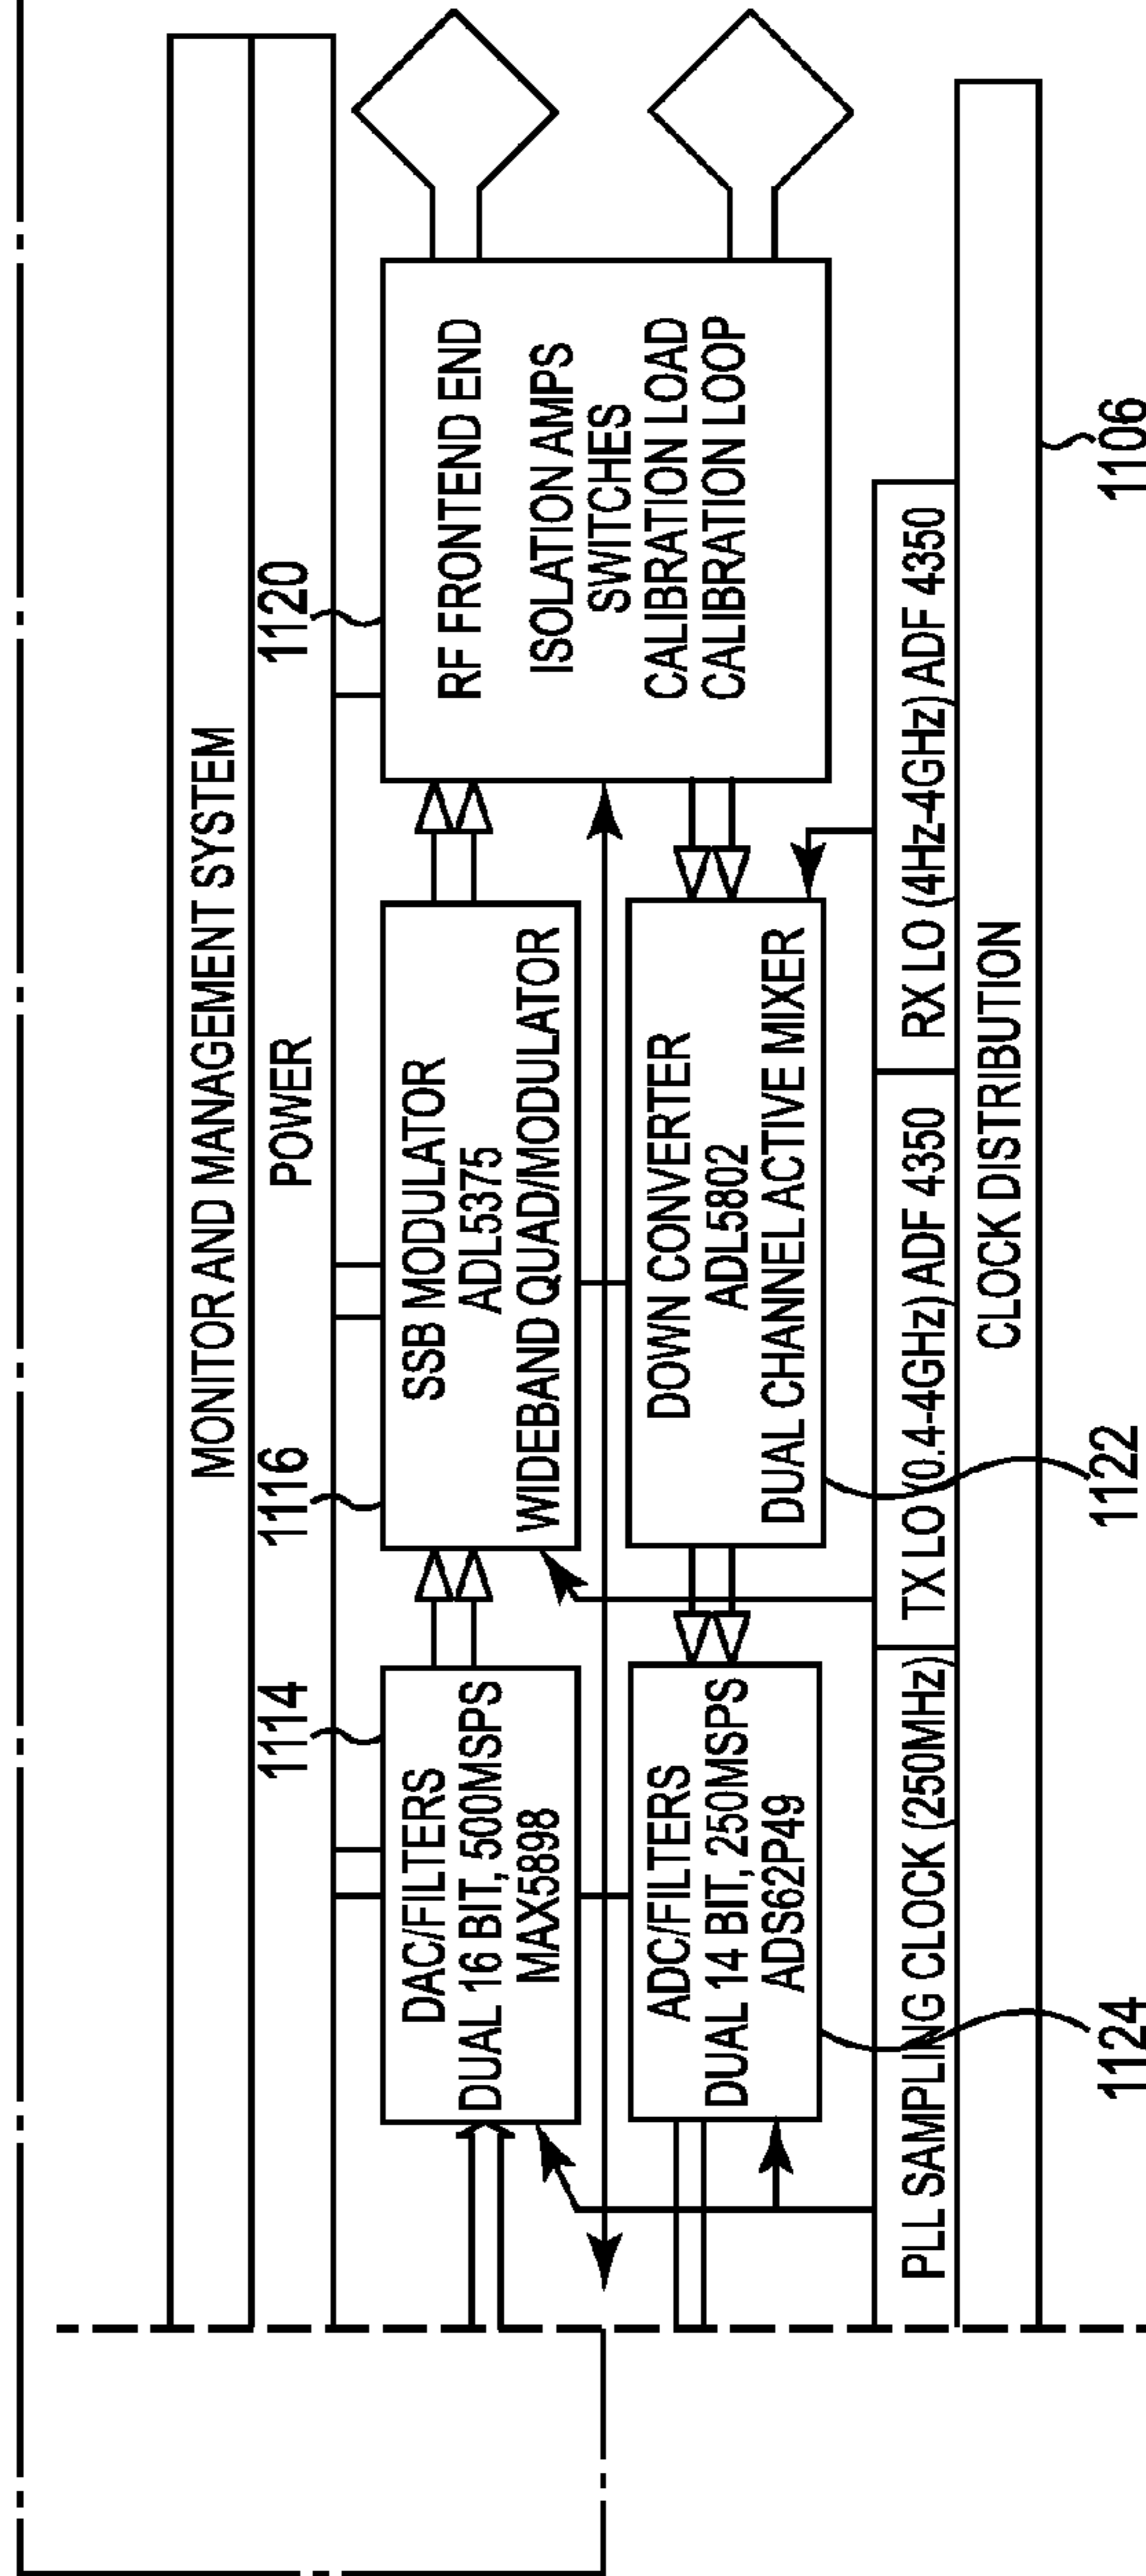 MONITOR AND MANAGEMENT SYSTEM
POWER
1114
1116
1120
DAC/FILTERS
DUAL 16 BIT, 500MSPS
MAX5898
SSB MODULATOR
ADL5375
WIDEBAND QUAD/MODULATOR
RF FRONTEND END
ISOLATION AMPS
SWITCHES
CALIBRATION LOAD
CALIBRATION LOOP
ADC/FILTERS
DUAL 14 BIT, 250MSPS
ADS62P49
DOWN CONVERTER
ADL5802
DUAL CHANNEL ACTIVE MIXER
PLL SAMPLING CLOCK (250MHz)
TX LO (0.4-4GHz) ADF 4350
RX LO (4Hz-4GHz) ADF 4350
CLOCK DISTRIBUTION
1124
1122
1106